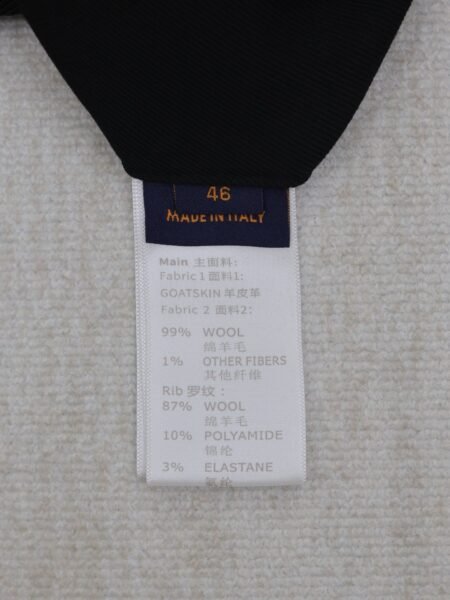 46
MADE IN ITALY
Main 主面料:
Fabric 1 面料1:
GOATSKIN 羊皮革
Fabric 2 面料2:
99% WOOL
绵羊毛
1% OTHER FIBERS
其他纤维
Rib 罗纹:
87% WOOL
绵羊毛
10% POLYAMIDE
锦纶
3% ELASTANE
氨纶